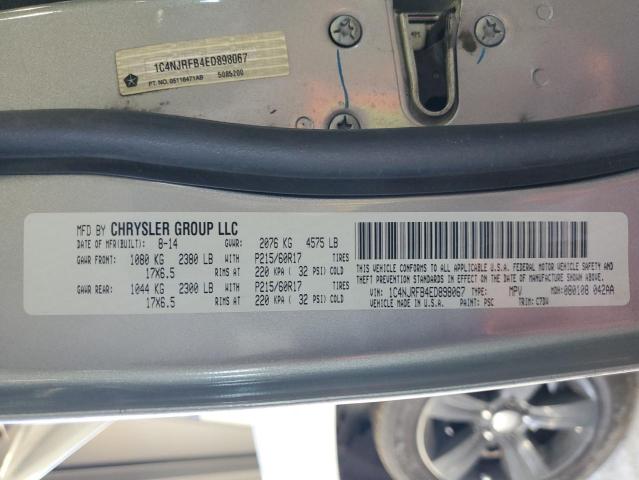 1C4NJRFB4ED898067
PT. NO. 05116471AB 5085200
MFD BY CHRYSLER GROUP LLC
DATE OF MFR(BUILT): 8-14 GVWR: 2076 KG 4575 LB
GAWR FRONT: 1080 KG 2380 LB WITH P215/60R17 TIRES
17X6.5 RIMS AT 220 KPA ( 32 PSI) COLD
GAWR REAR: 1044 KG 2300 LB WITH P215/60R17 TIRES
17X6.5 RIMS AT 220 KPA ( 32 PSI) COLD
THIS VEHICLE CONFORMS TO ALL APPLICABLE U.S.A. FEDERAL MOTOR VEHICLE SAFETY AND
THEFT PREVENTION STANDARDS IN EFFECT ON THE DATE OF MANUFACTURE SHOWN ABOVE.
VIN: 1C4NJRFB4ED898067 TYPE: MPV MDH: 080108 042AA
VEHICLE MADE IN U.S.A. PAINT: PSC TRIM: C7DV